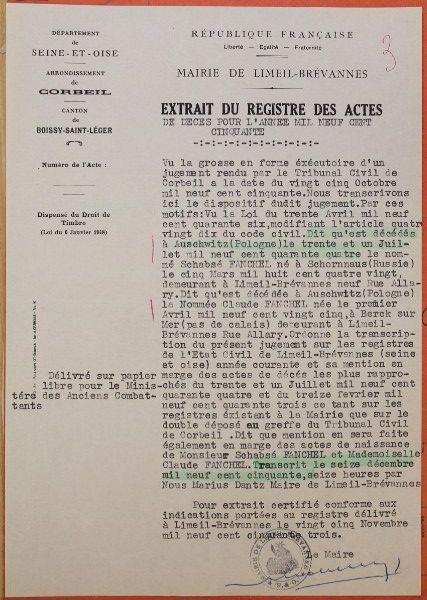 DÉPARTEMENT
DE
SEINE-ET-OISE
ARRONDISSEMENT
DE
CORBEIL
CANTON
DE
BOISSY-SAINT-LÉGER
Numéro de l'Acte :
Dispensé du Droit de
Timbre
(Loi du 6 Janvier 1948)
Délivré sur papier
libre pour le Minis-
tére des Anciens Combat-
tants
RÉPUBLIQUE FRANÇAISE
Liberté — Égalité — Fraternité
3
MAIRIE DE LIMEIL-BRÉVANNES
EXTRAIT DU REGISTRE DES ACTES
DE DECES POUR L'ANNEE MIL NEUF CENT
CINQUANTE
-:-:-:-:-:-:-:-:-:-:-
Vu la grosse en forme éxécutoire d'un
jugement rendu par le Tribunal Civil de
Corbeil a la date du vingt cinq Octobre
mil neuf cent cinquante.Nous transcrivons
ici le dispositif dudit jugement.Par ces
motifs:Vu la Loi du trente Avril mil neuf
cent quarante six,modifiant l'article quatre
vingt dix du code civil.Dit qu'est décédés
à Auschwitz(Pologne)le trente et un Juil-
let mil neuf cent quarante quatre le nom-
mé Schabsé FANCHEL né à Schornnaus(Russie)
le cinq Mars mil huit cent quatre vingt,
demeurant à Limeil-Brévannes neuf Rue Alla-
ry.Dit qu'est décédée à Auschwitz(Pologne)
la Nommée Claude FANCHEL née le premier
Avril mil neuf cent vingt cinq,à Berck sur
Mer(pas de calais) demeurant à Limeil-
Brévannes Rue Allary.Ordonne la transcrip-
tion du présent jugement sur les registres
de l'Etat Civil de Limeil-Brévannes (seine
et oise) année courante et sa mention en
marge des actes de décés les plus rappro-
chés du trente et un Juillet mil neuf cent
quarante quatre et du treize février mil
neuf cent quarante trois ce tant sur les
registres éxistant à la Mairie que sur le
double déposé au greffe du Tribunal Civil
de Corbeil .Dit que mention en sera faite
également en marge des actes de naissance
de Monsieur Schabsé FANCHEL et Mademoiselle
Claude FANCHEL.Transcrit le seize décembre
mil neuf cent cinquante,seize heures par
Nous Marius Dantz Maire de Limeil-Brévannes
Pour extrait certifié conforme aux
indications portées au registre délivré
à Limeil-Brévannes le vingt cinq Novembre
mil neuf cent cinquante trois.
Le Maire